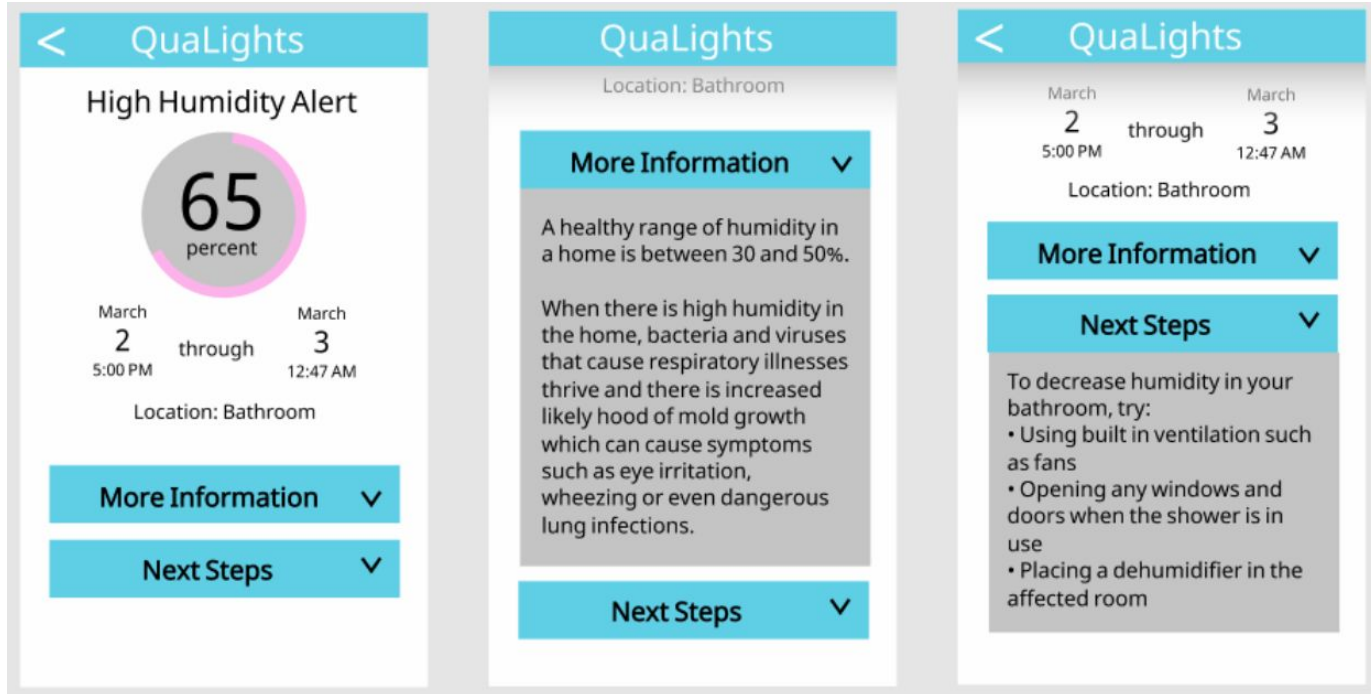 < QuaLights
High Humidity Alert
65
percent
March March
2 through 3
5:00 PM 12:47 AM
Location: Bathroom
More Information
Next Steps
QuaLights
Location: Bathroom
More Information
A healthy range of humidity in
a home is between 30 and 50%.
When there is high humidity in
the home, bacteria and viruses
that cause respiratory illnesses
thrive and there is increased
likely hood of mold growth
which can cause symptoms
such as eye irritation,
wheezing or even dangerous
lung infections.
Next Steps
< QuaLights
March March
2 through 3
5:00 PM 12:47 AM
Location: Bathroom
More Information
Next Steps
To decrease humidity in your
bathroom, try:
• Using built in ventilation such
as fans
• Opening any windows and
doors when the shower is in
use
• Placing a dehumidifier in the
affected room